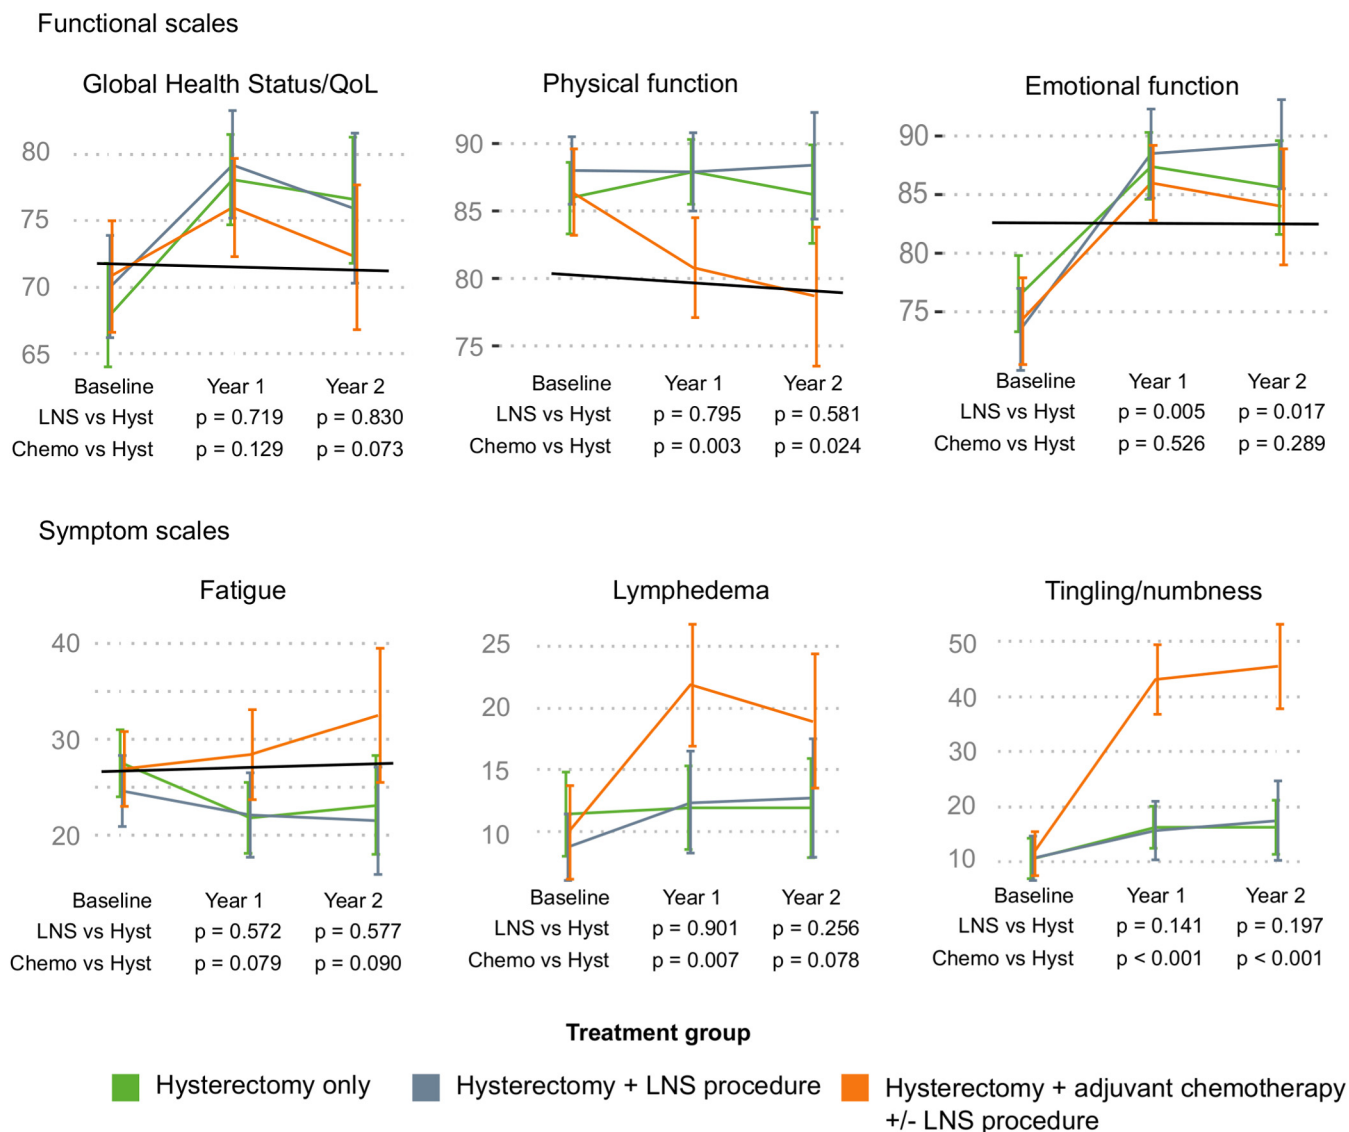 Functional scales
Global Health Status/QoL
80
75
70
65
Baseline Year 1 Year 2
LNS vs Hyst p = 0.719 p = 0.830
Chemo vs Hyst p = 0.129 p = 0.073
Physical function
90
85
80
75
Baseline Year 1 Year 2
LNS vs Hyst p = 0.795 p = 0.581
Chemo vs Hyst p = 0.003 p = 0.024
Emotional function
90
85
80
75
Baseline Year 1 Year 2
LNS vs Hyst p = 0.005 p = 0.017
Chemo vs Hyst p = 0.526 p = 0.289
Symptom scales
Fatigue
40
30
20
Baseline Year 1 Year 2
LNS vs Hyst p = 0.572 p = 0.577
Chemo vs Hyst p = 0.079 p = 0.090
Lymphedema
25
20
15
10
Baseline Year 1 Year 2
LNS vs Hyst p = 0.901 p = 0.256
Chemo vs Hyst p = 0.007 p = 0.078
Tingling/numbness
50
40
30
20
10
Baseline Year 1 Year 2
LNS vs Hyst p = 0.141 p = 0.197
Chemo vs Hyst p < 0.001 p < 0.001
Treatment group
Hysterectomy only
Hysterectomy + LNS procedure
Hysterectomy + adjuvant chemotherapy
+/- LNS procedure